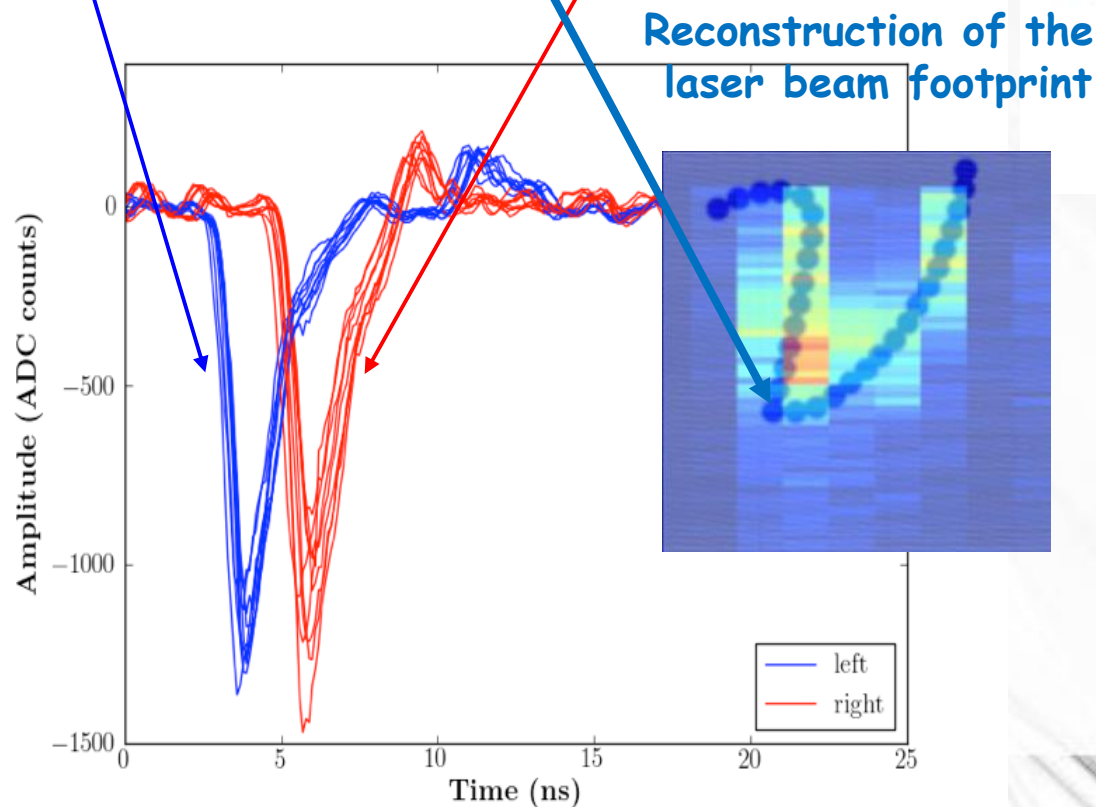 Reconstruction of the
laser beam footprint
Amplitude (ADC counts)
0
−500
−1000
−1500
0
5
10
15
20
25
Time (ns)
left
right